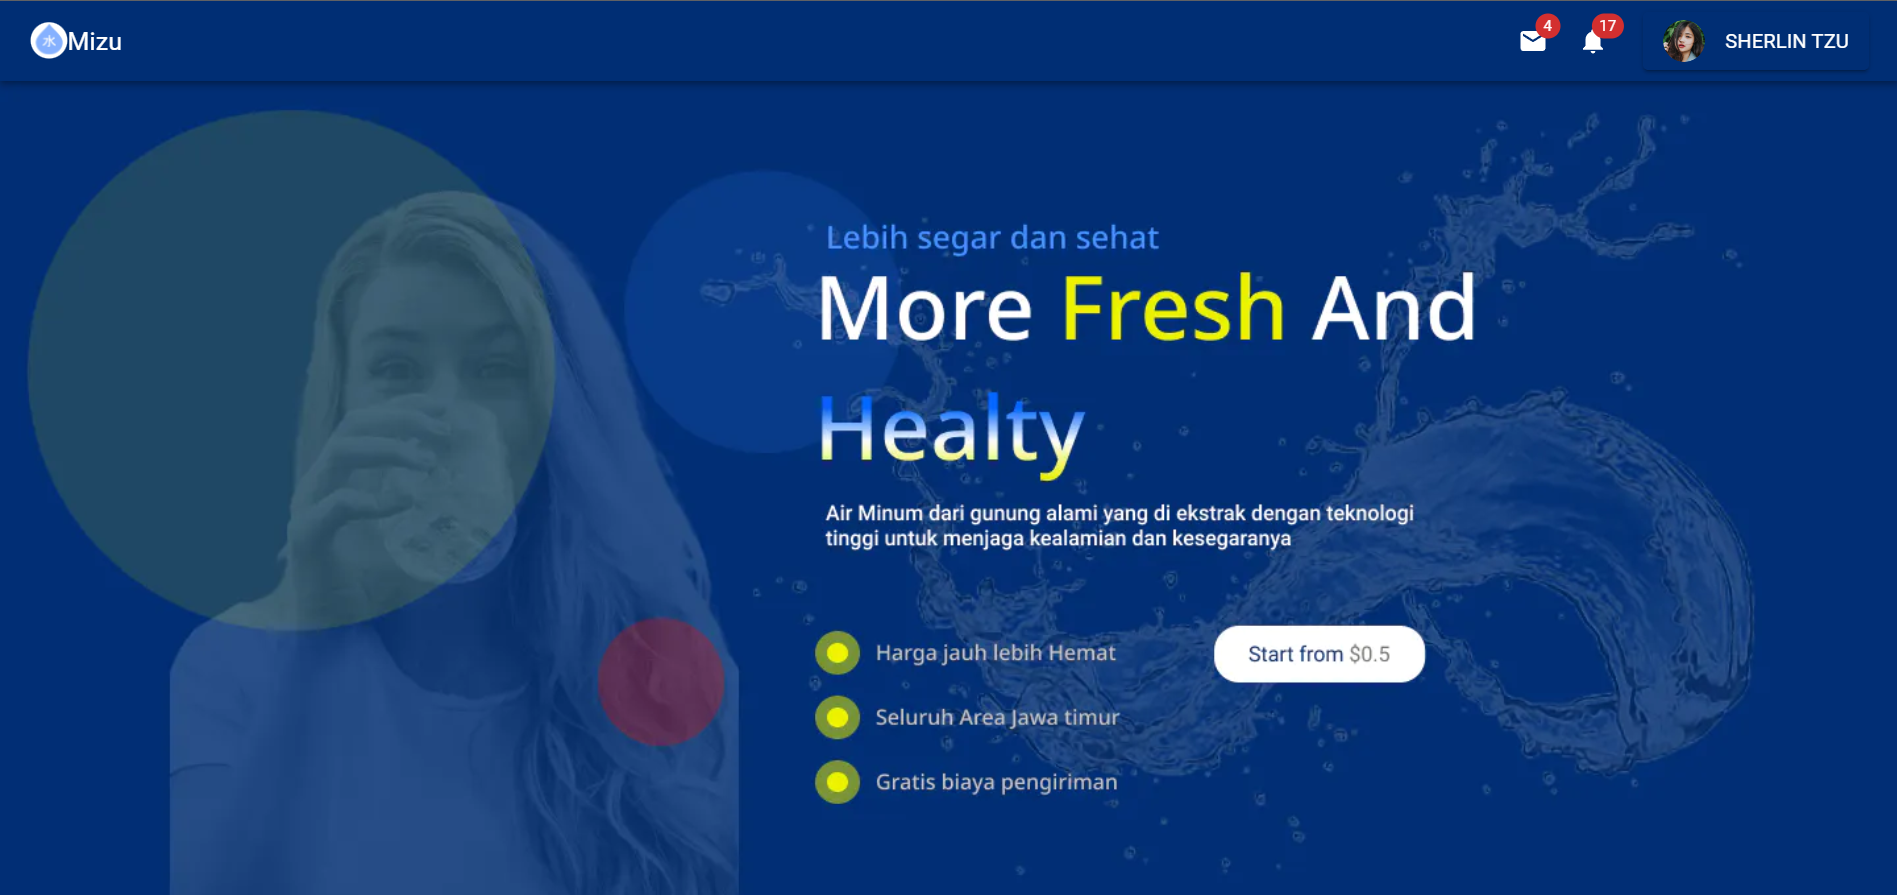 水 Mizu
4
17
SHERLIN TZU
Lebih segar dan sehat
More Fresh And
Healty
Air Minum dari gunung alami yang di ekstrak dengan teknologi
tinggi untuk menjaga kealamian dan kesegaranya
Harga jauh lebih Hemat
Start from $0.5
Seluruh Area Jawa timur
Gratis biaya pengiriman